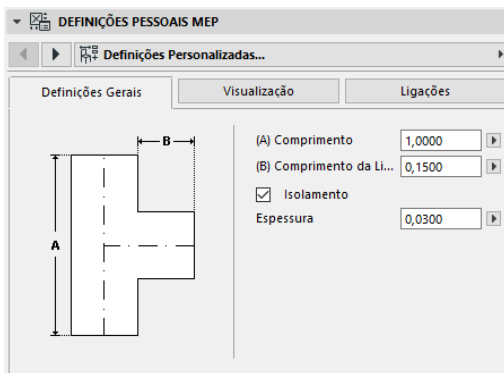 DEFINIÇÕES PESSOAIS MEP
Definições Personalizadas...
Definições Gerais
Visualização
Ligações
B
A
(A) Comprimento 1,0000
(B) Comprimento da Li... 0,1500
Isolamento
Espessura 0,0300